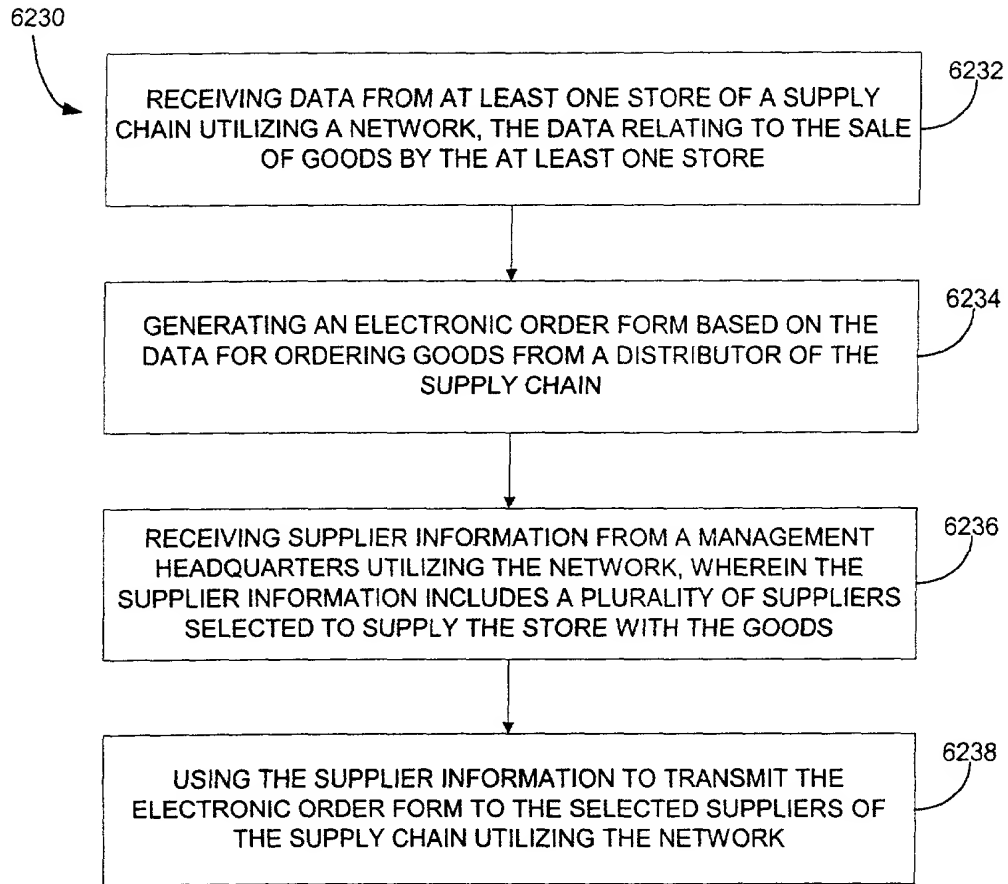 6230
RECEIVING DATA FROM AT LEAST ONE STORE OF A SUPPLY
CHAIN UTILIZING A NETWORK, THE DATA RELATING TO THE SALE
OF GOODS BY THE AT LEAST ONE STORE
6232
GENERATING AN ELECTRONIC ORDER FORM BASED ON THE
DATA FOR ORDERING GOODS FROM A DISTRIBUTOR OF THE
SUPPLY CHAIN
6234
RECEIVING SUPPLIER INFORMATION FROM A MANAGEMENT
HEADQUARTERS UTILIZING THE NETWORK, WHEREIN THE
SUPPLIER INFORMATION INCLUDES A PLURALITY OF SUPPLIERS
SELECTED TO SUPPLY THE STORE WITH THE GOODS
6236
USING THE SUPPLIER INFORMATION TO TRANSMIT THE
ELECTRONIC ORDER FORM TO THE SELECTED SUPPLIERS OF
THE SUPPLY CHAIN UTILIZING THE NETWORK
6238